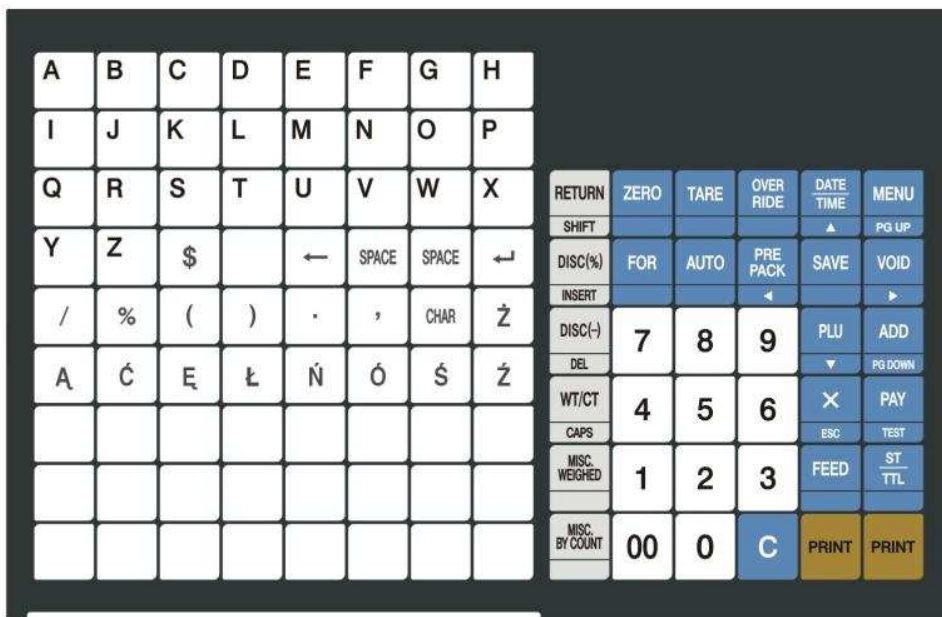 A B C D E F G H
I J K L M N O P
Q R S T U V W X
Y Z $ ← SPACE SPACE ↵
/ % ( ) . , CHAR Ż
Ą Ć Ę Ł Ń Ó Ś Ź
RETURN ZERO TARE OVER RIDE DATE TIME MENU
SHIFT ▲ PG UP
DISC(%) FOR AUTO PRE PACK SAVE VOID
INSERT ◄ ►
DISC(-) 7 8 9 PLU ADD
DEL ▼ PG DOWN
WT/CT 4 5 6 × PAY
CAPS ESC TEST
MISC. WEIGHED 1 2 3 FEED ST TTL
MISC. BY COUNT 00 0 C PRINT PRINT